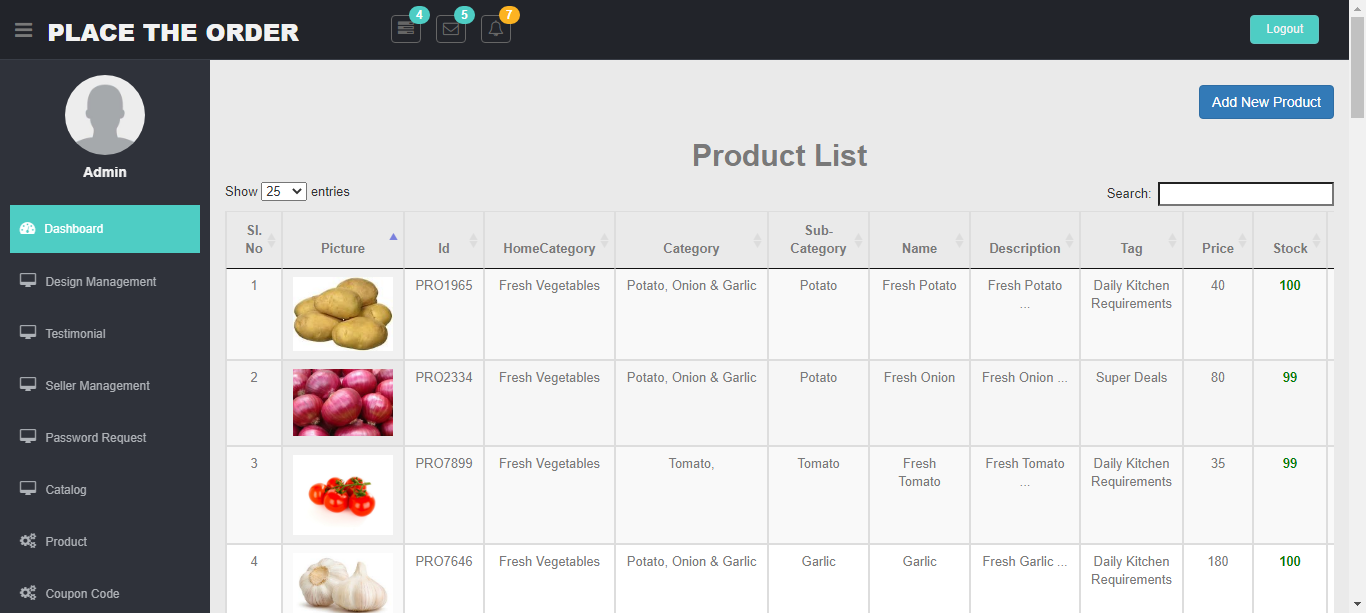 PLACE THE ORDER
4
5
7
Logout
Admin
Dashboard
Design Management
Testimonial
Seller Management
Password Request
Catalog
Product
Coupon Code
Add New Product
Product List
Show 25 entries
Search:
Sl. No Picture Id HomeCategory Category Sub-Category Name Description Tag Price Stock
1 PRO1965 Fresh Vegetables Potato, Onion & Garlic Potato Fresh Potato Fresh Potato ... Daily Kitchen Requirements 40 100
2 PRO2334 Fresh Vegetables Potato, Onion & Garlic Potato Fresh Onion Fresh Onion ... Super Deals 80 99
3 PRO7899 Fresh Vegetables Tomato, Tomato Fresh Tomato Fresh Tomato ... Daily Kitchen Requirements 35 99
4 PRO7646 Fresh Vegetables Potato, Onion & Garlic Garlic Garlic Fresh Garlic ... Daily Kitchen Requirements 180 100